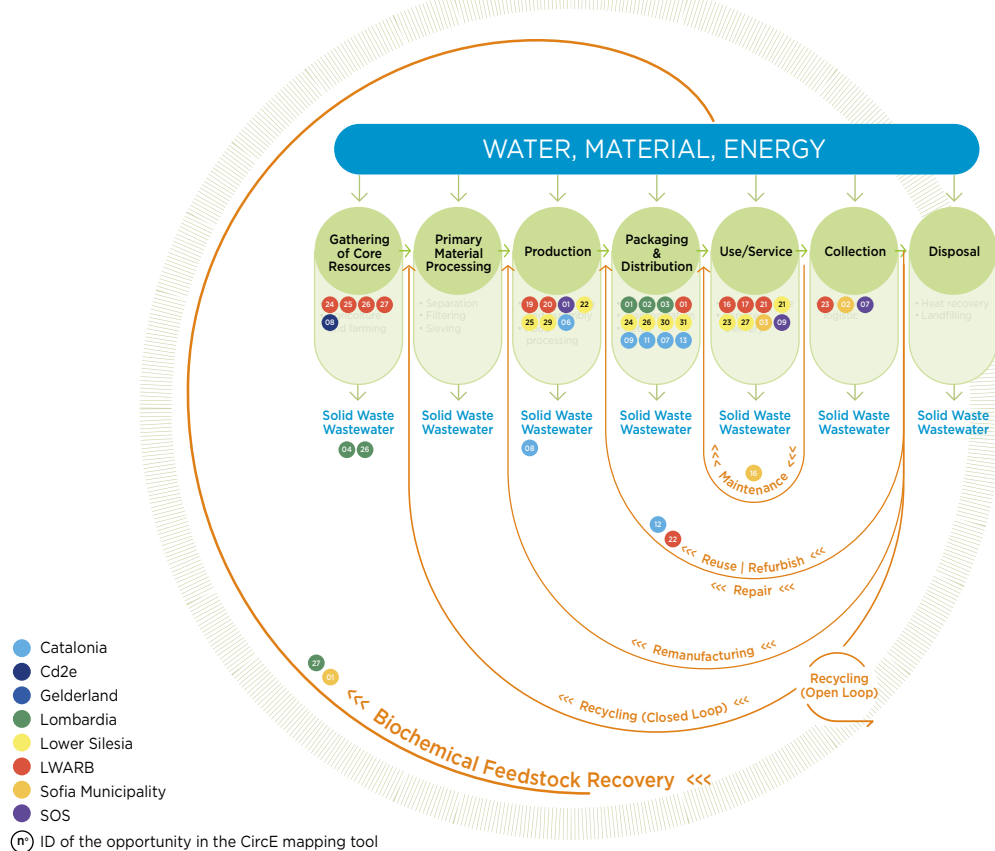 WATER, MATERIAL, ENERGY
Gathering
of Core
Resources
Primary
Material
Processing
Production
Packaging
&
Distribution
Use/Service
Collection
Disposal
24 25 26 27
08
farming
• Separation
• Filtering
• Sieving
19 20 01 22
25 29 06
processing
01 02 03 01
24 26 30 31
09 11 07 13
16 17 21 21
23 27 03 09
23 02 07
logistic
• Heat recovery
• Landfilling
Solid Waste
Wastewater
04 26
Solid Waste
Wastewater
Solid Waste
Wastewater
08
Solid Waste
Wastewater
Solid Waste
Wastewater
Solid Waste
Wastewater
Solid Waste
Wastewater
16
<<< Maintenance <<<
12
22
<<< Reuse | Refurbish <<<
<<< Repair <<<
<<< Remanufacturing <<<
<<< Recycling (Closed Loop) <<<
Recycling
(Open Loop)
27
01
<<< Biochemical Feedstock Recovery <<<
Catalonia
Cd2e
Gelderland
Lombardia
Lower Silesia
LWARB
Sofia Municipality
SOS
n° ID of the opportunity in the CircE mapping tool